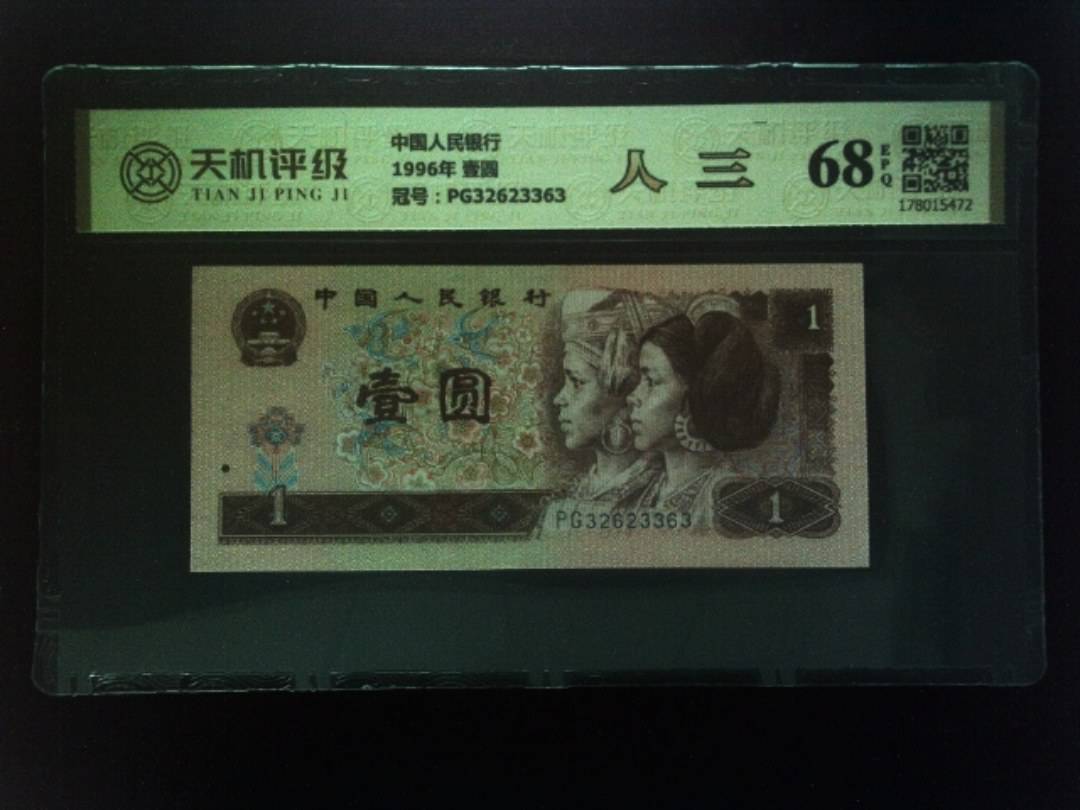 天机评级
TIAN JI PING JI
中国人民银行
1996年 壹圆
冠号：PG32623363
人三
68
EPQ
178015472
中国人民银行
1
壹圆
1
PG32623363
1